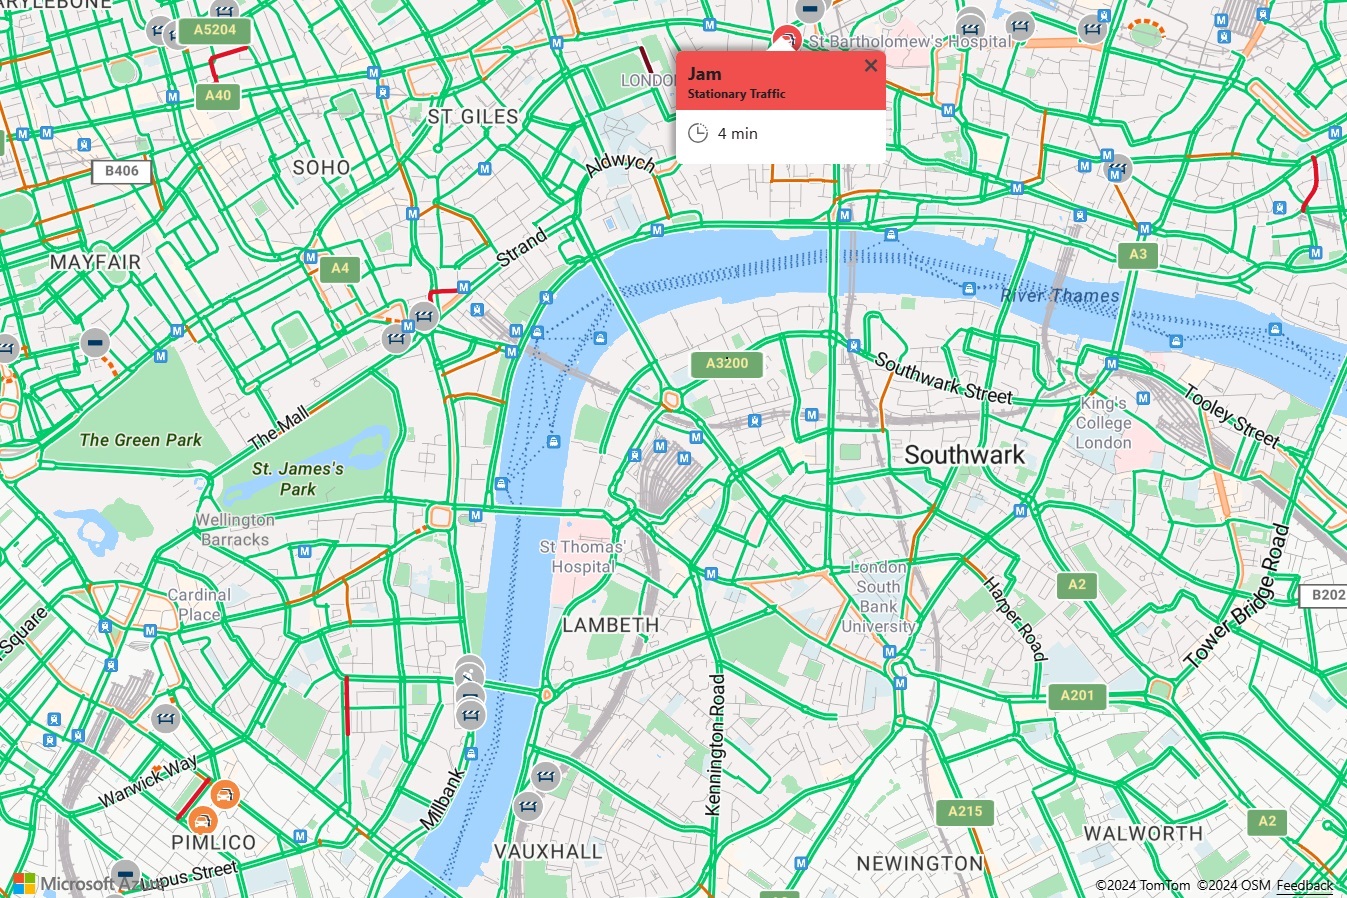 ARYLEBONE
A5204
St Bartholomew's Hospital
LONDO
Jam
Stationary Traffic
4 min
A40
ST GILES
B406
SOHO
Aldwych
MAYFAIR
A4
Strand
A3
River Thames
A3200
Southwark Street
King's
College
London
Tooley Street
The Mall
The Green Park
St. James's
Park
Southwark
Wellington
Barracks
St Thomas'
Hospital
London
South
Bank
University
A2
Harper Road
Tower Bridge Road
B202
Cardinal
Place
Square
LAMBETH
A201
Kennington Road
Warwick Way
Millbank
PIMLICO
A215
WALWORTH
A2
VAUXHALL
NEWINGTON
Lupus Street
Microsoft Azure
©2024 TomTom ©2024 OSM Feedback